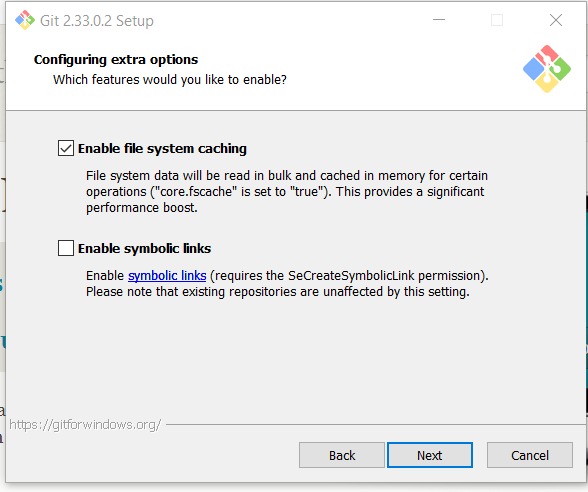 Git 2.33.0.2 Setup
Configuring extra options
Which features would you like to enable?
Enable file system caching
File system data will be read in bulk and cached in memory for certain
operations ("core.fscache" is set to "true"). This provides a significant
performance boost.
Enable symbolic links
Enable symbolic links (requires the SeCreateSymbolicLink permission).
Please note that existing repositories are unaffected by this setting.
https://gitforwindows.org/
Back
Next
Cancel